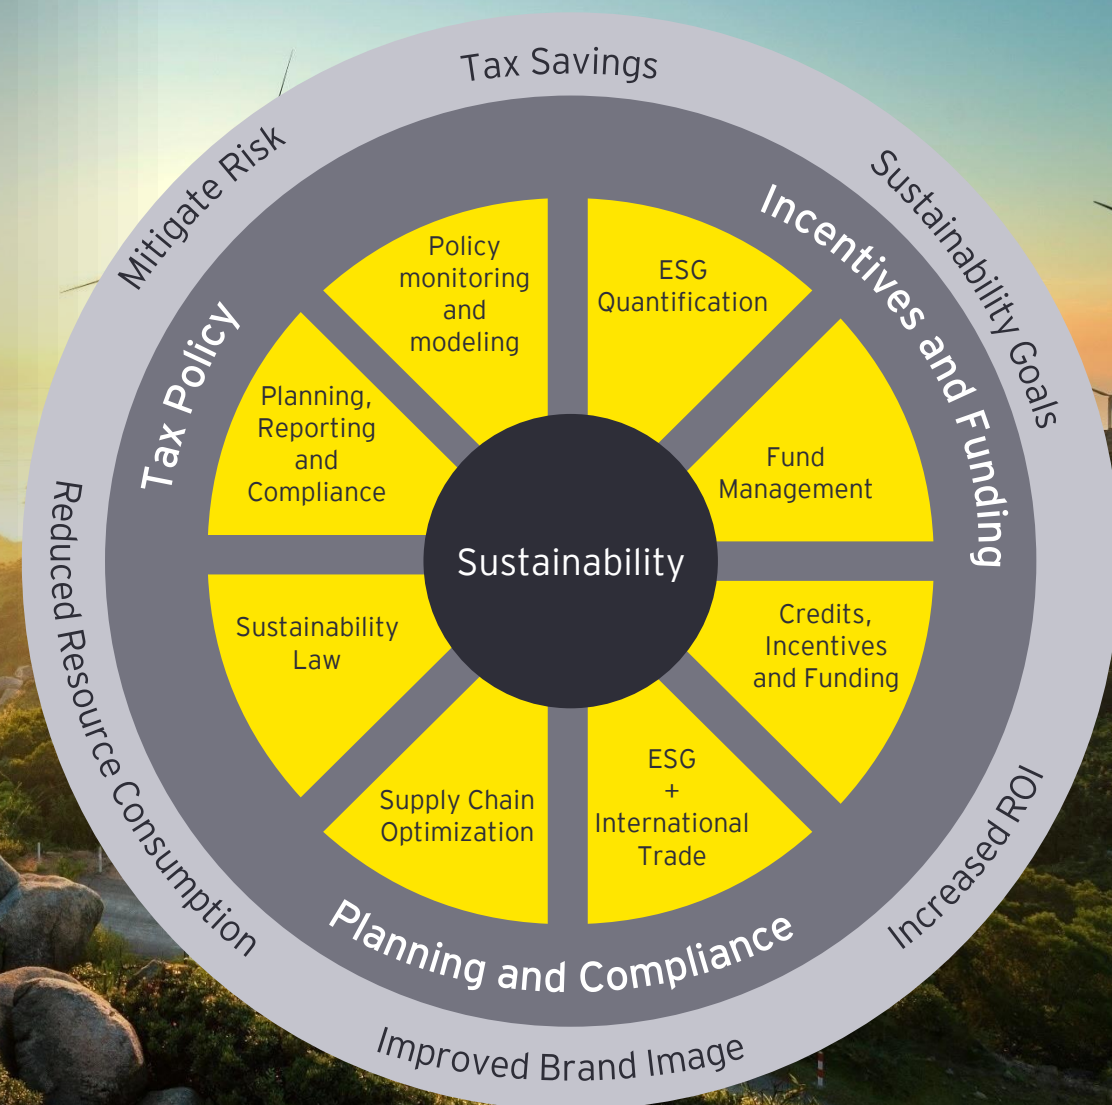 Tax Savings
Sustainability Goals
Increased ROI
Improved Brand Image
Reduced Resource Consumption
Mitigate Risk
Incentives and Funding
Planning and Compliance
Tax Policy
ESG
Quantification
Fund
Management
Credits,
Incentives
and Funding
ESG
+
International
Trade
Supply Chain
Optimization
Sustainability
Law
Planning,
Reporting
and
Compliance
Policy
monitoring
and
modeling
Sustainability